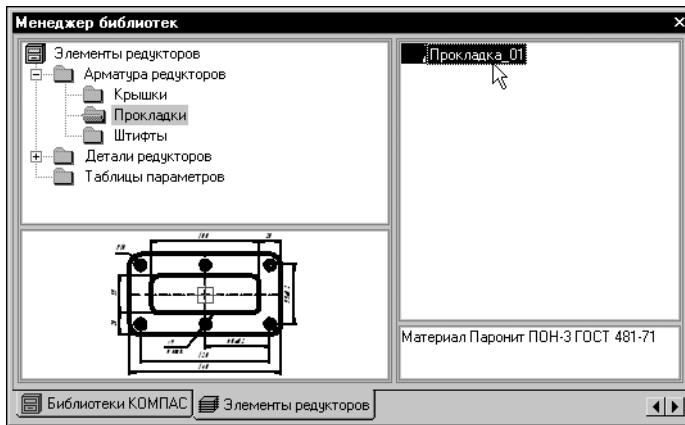 Менеджер библиотек
Элементы редукторов
Арматура редукторов
Крышки
Прокладки
Штифты
Детали редукторов
Таблицы параметров
Прокладка_01
Материал Паронит ПОН-3 ГОСТ 481-71
Библиотеки КОМПАС
Элементы редукторов